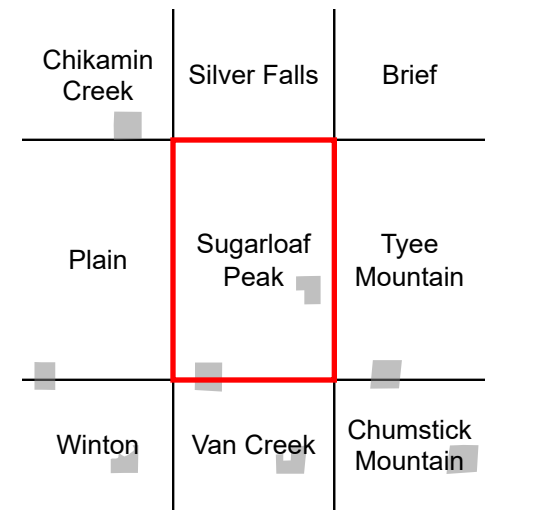 Chikamin
Creek
Silver Falls
Brief
Plain
Sugarloaf
Peak
Tyee
Mountain
Winton
Van Creek
Chumstick
Mountain